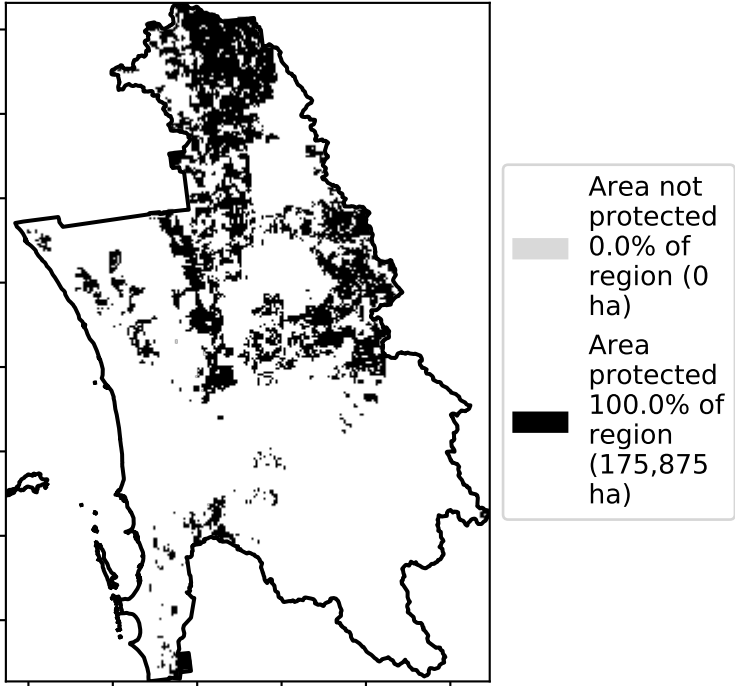 Area not
protected
0.0% of
region (0
ha)
Area
protected
100.0% of
region
(175,875
ha)